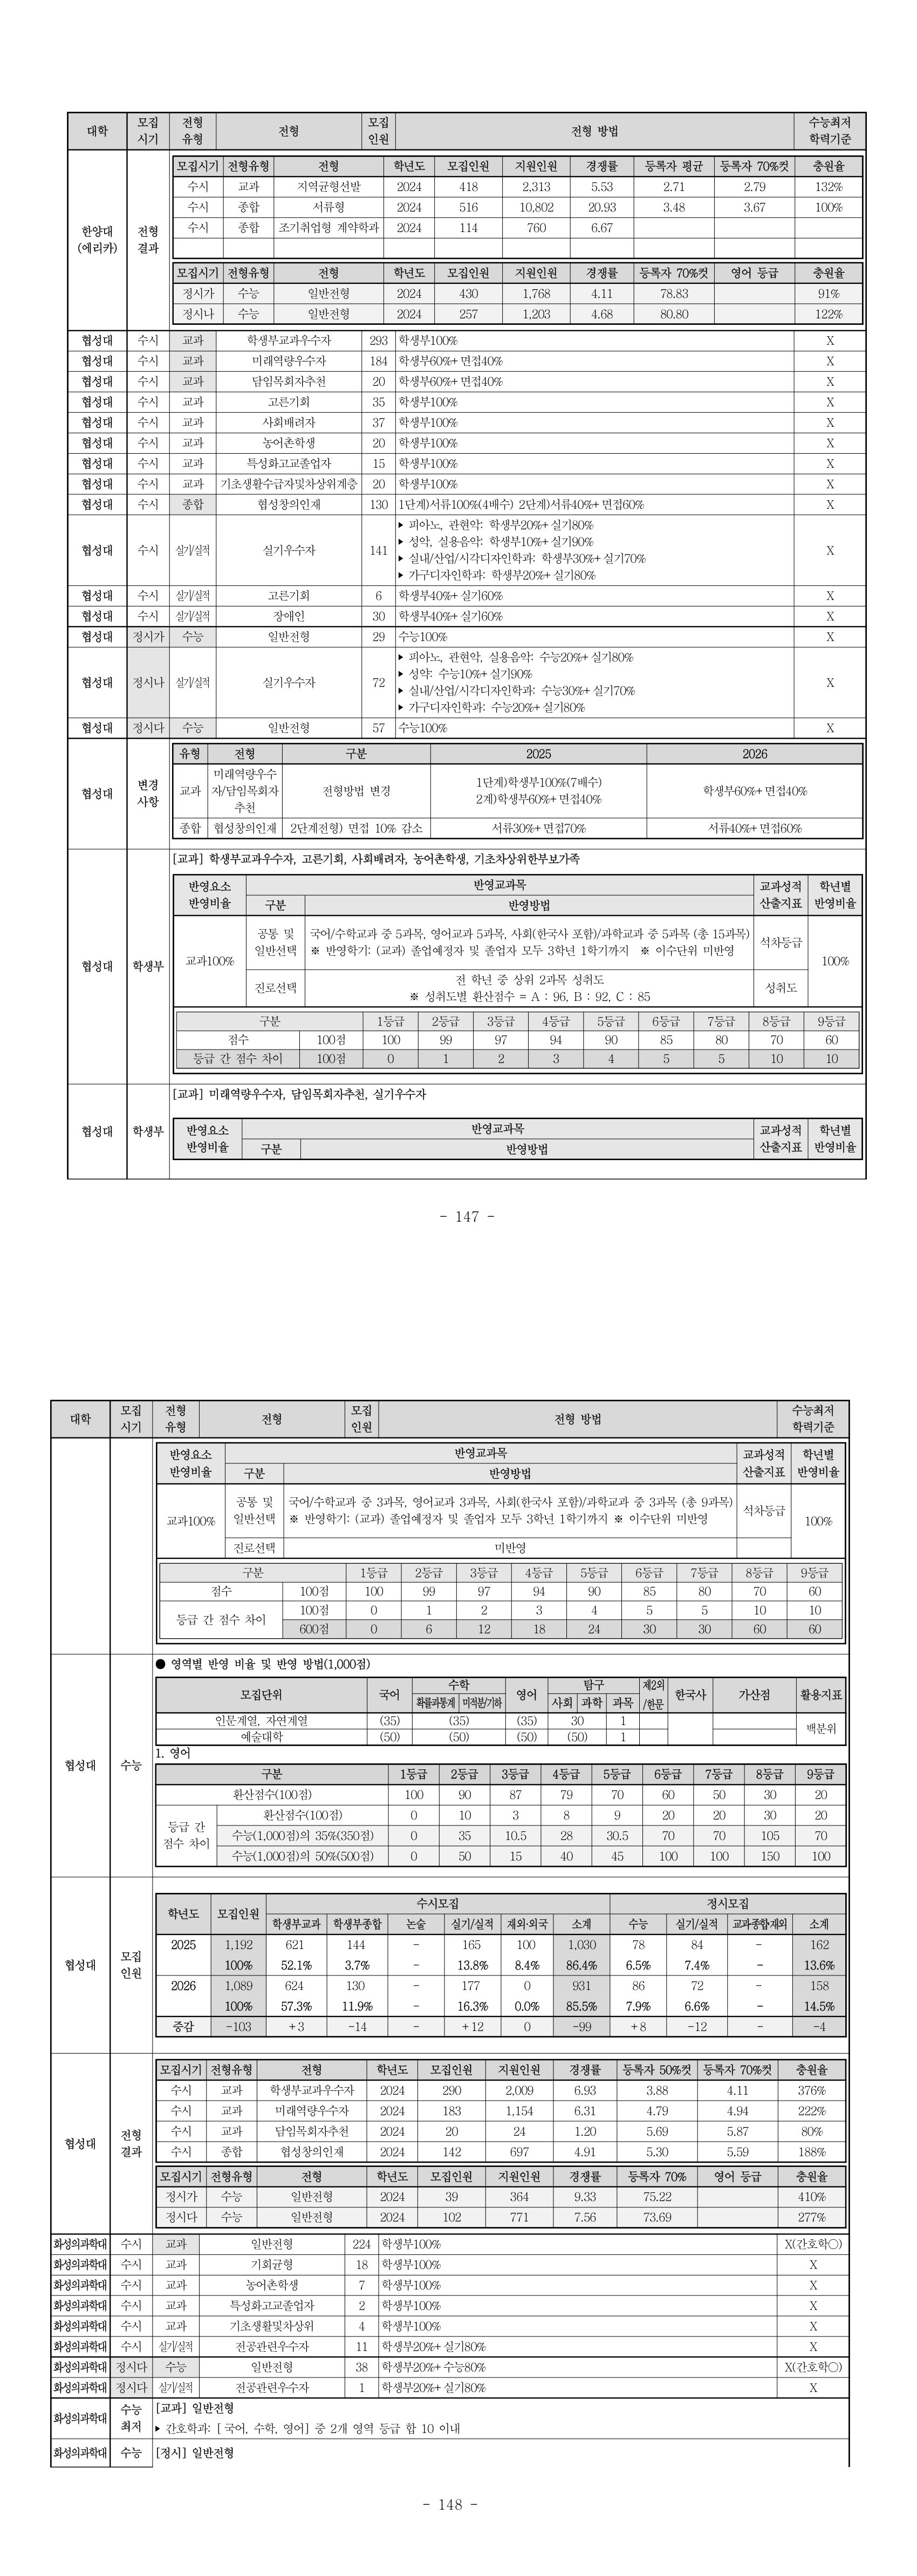 대학 모집시기 전형유형 전형 모집인원 전형 방법 수능최저학력기준
한양대(에리카) 전형결과
모집시기 전형유형 전형 학년도 모집인원 지원인원 경쟁률 등록자 평균 등록자 70%컷 충원율
수시 교과 지역균형선발 2024 418 2,313 5.53 2.71 2.79 132%
수시 종합 서류형 2024 516 10,802 20.93 3.48 3.67 100%
수시 종합 조기취업형 계약학과 2024 114 760 6.67
모집시기 전형유형 전형 학년도 모집인원 지원인원 경쟁률 등록자 70%컷 영어 등급 충원율
정시가 수능 일반전형 2024 430 1,768 4.11 78.83 91%
정시나 수능 일반전형 2024 257 1,203 4.68 80.80 122%
협성대 수시 교과 학생부교과우수자 293 학생부100% X
협성대 수시 교과 미래역량우수자 184 학생부60%+면접40% X
협성대 수시 교과 담임목회자추천 20 학생부60%+면접40% X
협성대 수시 교과 고른기회 35 학생부100% X
협성대 수시 교과 사회배려자 37 학생부100% X
협성대 수시 교과 농어촌학생 20 학생부100% X
협성대 수시 교과 특성화고교졸업자 15 학생부100% X
협성대 수시 교과 기초생활수급자및차상위계층 20 학생부100% X
협성대 수시 종합 협성창의인재 130 1단계)서류100%(4배수) 2단계)서류40%+면접60% X
협성대 수시 실기/실적 실기우수자 141
▶ 피아노, 관현악: 학생부20%+실기80%
▶ 성악, 실용음악: 학생부10%+실기90%
▶ 실내/산업/시각디자인학과: 학생부30%+실기70%
▶ 가구디자인학과: 학생부20%+실기80%
X
협성대 수시 실기/실적 고른기회 6 학생부40%+실기60% X
협성대 수시 실기/실적 장애인 30 학생부40%+실기60% X
협성대 정시가 수능 일반전형 29 수능100% X
협성대 정시나 실기/실적 실기우수자 72
▶ 피아노, 관현악, 실용음악: 수능20%+실기80%
▶ 성악: 수능10%+실기90%
▶ 실내/산업/시각디자인학과: 수능30%+실기70%
▶ 가구디자인학과: 수능20%+실기80%
X
협성대 정시다 수능 일반전형 57 수능100% X
협성대 변경사항
유형 전형 구분 2025 2026
교과 미래역량우수자/담임목회자추천 전형방법 변경 1단계)학생부100%(7배수)
2계)학생부60%+면접40% 학생부60%+면접40%
종합 협성창의인재 2단계전형) 면접 10% 감소 서류30%+면접70% 서류40%+면접60%
협성대 학생부
[교과] 학생부교과우수자, 고른기회, 사회배려자, 농어촌학생, 기초차상위한부모가족
반영요소 반영비율 반영교과목 교과성적 산출지표 학년별 반영비율
구분 반영방법
교과100% 공통 및 일반선택 국어/수학교과 중 5과목, 영어교과 5과목, 사회(한국사 포함)/과학교과 중 5과목 (총 15과목)
※ 반영학기: (교과) 졸업예정자 및 졸업자 모두 3학년 1학기까지 ※ 이수단위 미반영 석차등급 100%
진로선택 전 학년 중 상위 2과목 성취도
※ 성취도별 환산점수 = A : 96, B : 92, C : 85 성취도
구분 1등급 2등급 3등급 4등급 5등급 6등급 7등급 8등급 9등급
점수 100점 100 99 97 94 90 85 80 70 60
등급 간 점수 차이 100점 0 1 2 3 4 5 5 10 10
협성대 학생부
[교과] 미래역량우수자, 담임목회자추천, 실기우수자
반영요소 반영비율 반영교과목 교과성적 산출지표 학년별 반영비율
구분 반영방법
- 147 -
대학 모집시기 전형유형 전형 모집인원 전형 방법 수능최저학력기준
반영요소 반영비율 반영교과목 교과성적 산출지표 학년별 반영비율
구분 반영방법
교과100% 공통 및 일반선택 국어/수학교과 중 3과목, 영어교과 3과목, 사회(한국사 포함)/과학교과 중 3과목 (총 9과목)
※ 반영학기: (교과) 졸업예정자 및 졸업자 모두 3학년 1학기까지 ※ 이수단위 미반영 석차등급 100%
진로선택 미반영
구분 1등급 2등급 3등급 4등급 5등급 6등급 7등급 8등급 9등급
점수 100점 100 99 97 94 90 85 80 70 60
등급 간 점수 차이 100점 0 1 2 3 4 5 5 10 10
600점 0 6 12 18 24 30 30 60 60
협성대 수능
● 영역별 반영 비율 및 반영 방법(1,000점)
모집단위 국어 수학 영어 탐구 제2외/한문 한국사 가산점 활용지표
확률과통계 미적분/기하 사회 과학 과목
인문계열, 자연계열 (35) (35) (35) 30 1 백분위
예술대학 (50) (50) (50) (50) 1
1. 영어
구분 1등급 2등급 3등급 4등급 5등급 6등급 7등급 8등급 9등급
환산점수(100점) 100 90 87 79 70 60 50 30 20
등급 간 점수 차이 환산점수(100점) 0 10 3 8 9 20 20 30 20
수능(1,000점)의 35%(350점) 0 35 10.5 28 30.5 70 70 105 70
수능(1,000점)의 50%(500점) 0 50 15 40 45 100 100 150 100
협성대 모집인원
학년도 모집인원 수시모집 정시모집
학생부교과 학생부종합 논술 실기/실적 재외·외국 소계 수능 실기/실적 교과·종합·재외 소계
2025 1,192 621 144 - 165 100 1,030 78 84 - 162
100% 52.1% 3.7% - 13.8% 8.4% 86.4% 6.5% 7.4% - 13.6%
2026 1,089 624 130 - 177 0 931 86 72 - 158
100% 57.3% 11.9% - 16.3% 0.0% 85.5% 7.9% 6.6% - 14.5%
증감 -103 +3 -14 - +12 0 -99 +8 -12 - -4
협성대 전형결과
모집시기 전형유형 전형 학년도 모집인원 지원인원 경쟁률 등록자 50%컷 등록자 70%컷 충원율
수시 교과 학생부교과우수자 2024 290 2,009 6.93 3.88 4.11 376%
수시 교과 미래역량우수자 2024 183 1,154 6.31 4.79 4.94 222%
수시 교과 담임목회자추천 2024 20 24 1.20 5.69 5.87 80%
수시 종합 협성창의인재 2024 142 697 4.91 5.30 5.59 188%
모집시기 전형유형 전형 학년도 모집인원 지원인원 경쟁률 등록자 70% 영어 등급 충원율
정시가 수능 일반전형 2024 39 364 9.33 75.22 410%
정시다 수능 일반전형 2024 102 771 7.56 73.69 277%
화성의과학대 수시 교과 일반전형 224 학생부100% X(간호학○)
화성의과학대 수시 교과 기회균형 18 학생부100% X
화성의과학대 수시 교과 농어촌학생 7 학생부100% X
화성의과학대 수시 교과 특성화고교졸업자 2 학생부100% X
화성의과학대 수시 교과 기초생활및차상위 4 학생부100% X
화성의과학대 수시 실기/실적 전공관련우수자 11 학생부20%+실기80% X
화성의과학대 정시다 수능 일반전형 38 학생부20%+수능80% X(간호학○)
화성의과학대 정시다 실기/실적 전공관련우수자 1 학생부20%+실기80% X
화성의과학대 수능최저
[교과] 일반전형
▶ 간호학과: [ 국어, 수학, 영어] 중 2개 영역 등급 합 10 이내
화성의과학대 수능 [정시] 일반전형
- 148 -